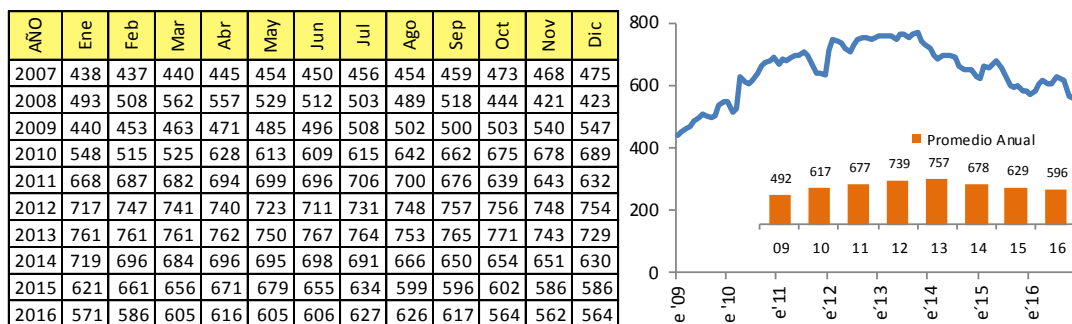 AÑO Ene Feb Mar Abr May Jun Jul Ago Sep Oct Nov Dic
2007 438 437 440 445 454 450 456 454 459 473 468 475
2008 493 508 562 557 529 512 503 489 518 444 421 423
2009 440 453 463 471 485 496 508 502 500 503 540 547
2010 548 515 525 628 613 609 615 642 662 675 678 689
2011 668 687 682 694 699 696 706 700 676 639 643 632
2012 717 747 741 740 723 711 731 748 757 756 748 754
2013 761 761 761 762 750 767 764 753 765 771 743 729
2014 719 696 684 696 695 698 691 666 650 654 651 630
2015 621 661 656 671 679 655 634 599 596 602 586 586
2016 571 586 605 616 605 606 627 626 617 564 562 564
800
600
400
200
0
Promedio Anual
492 617 677 739 757 678 629 596
09 10 11 12 13 14 15 16
e'09 e'10 e'11 e'12 e'13 e'14 e'15 e'16